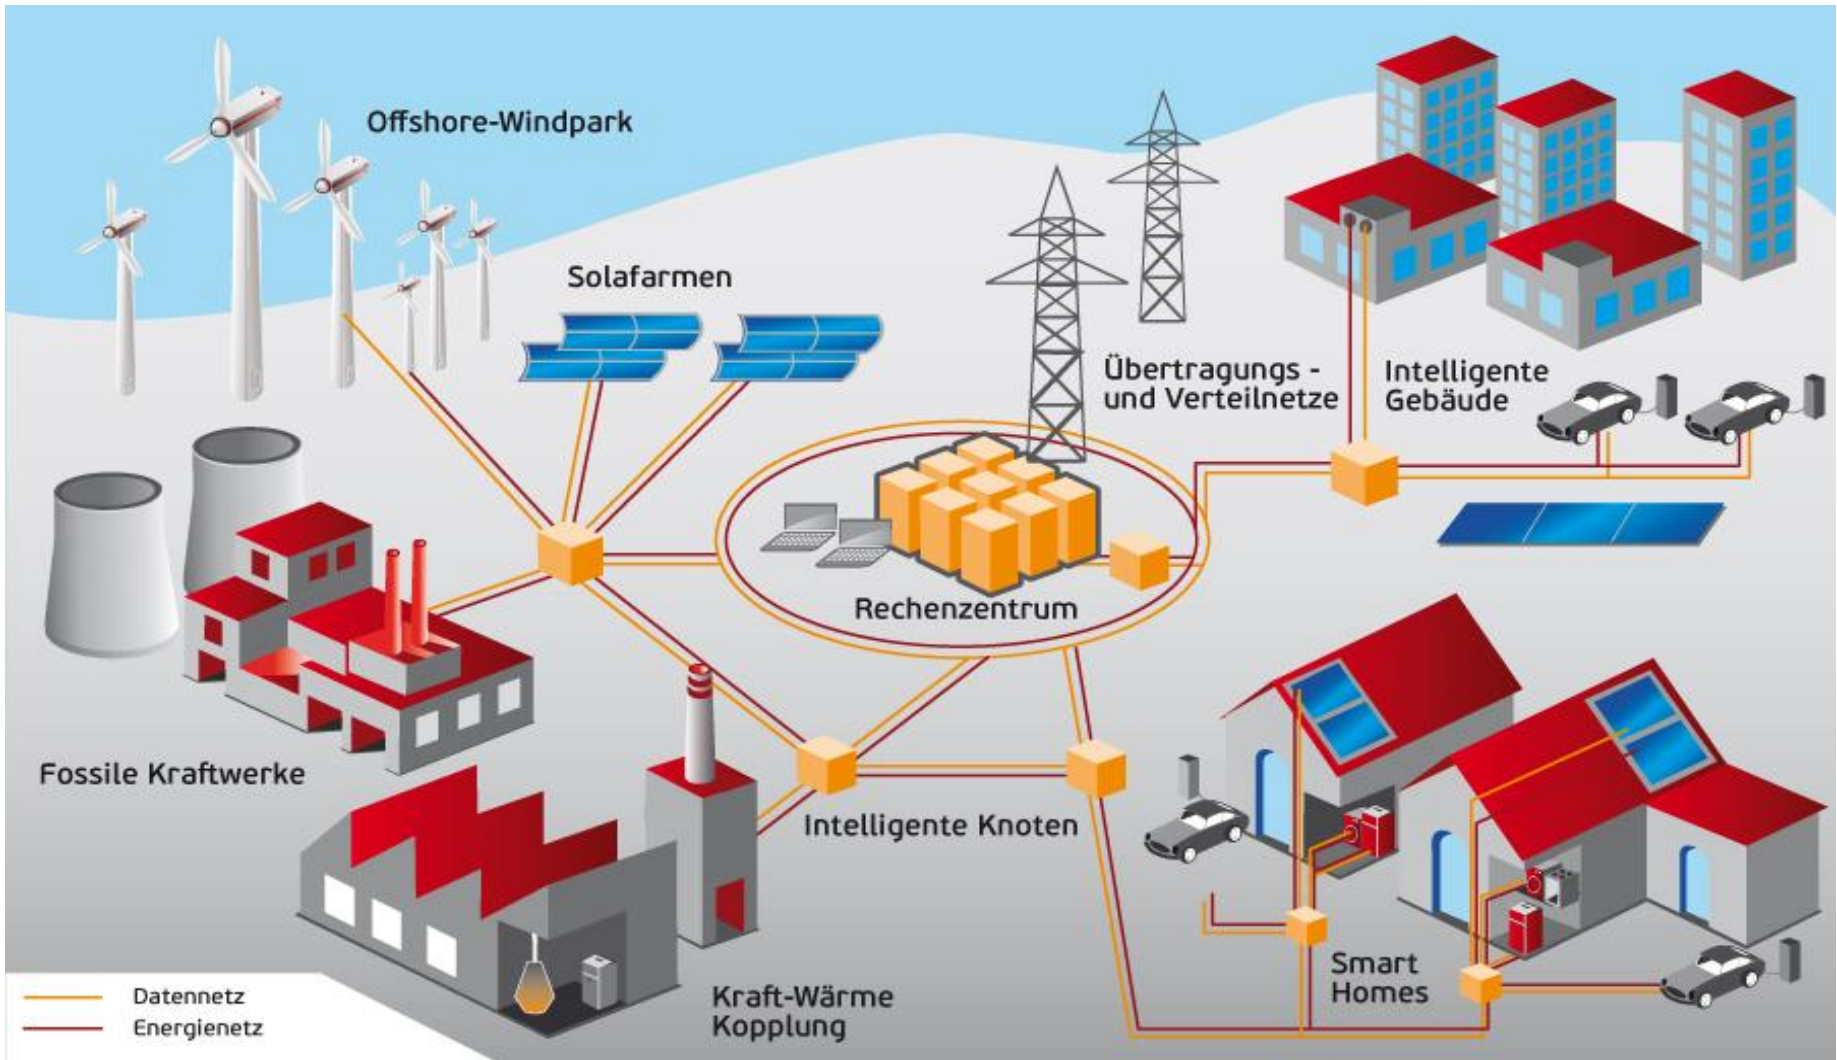 Offshore-Windpark
Solafarmen
Übertragungs -
und Verteilnetze
Intelligente
Gebäude
Rechenzentrum
Fossile Kraftwerke
Intelligente Knoten
Kraft-Wärme
Kopplung
Smart
Homes
Datennetz
Energienetz